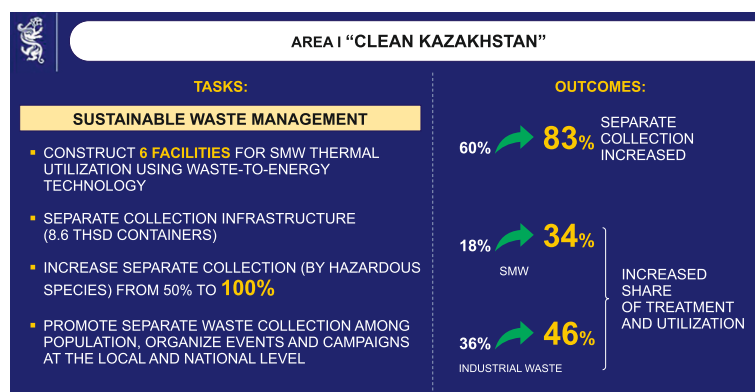 AREA I “CLEAN KAZAKHSTAN”
TASKS:
SUSTAINABLE WASTE MANAGEMENT
▪ CONSTRUCT 6 FACILITIES FOR SMW THERMAL
UTILIZATION USING WASTE-TO-ENERGY
TECHNOLOGY
▪ SEPARATE COLLECTION INFRASTRUCTURE
(8.6 THSD CONTAINERS)
▪ INCREASE SEPARATE COLLECTION (BY HAZARDOUS
SPECIES) FROM 50% TO 100%
▪ PROMOTE SEPARATE WASTE COLLECTION AMONG
POPULATION, ORGANIZE EVENTS AND CAMPAIGNS
AT THE LOCAL AND NATIONAL LEVEL
OUTCOMES:
60% 83%
SEPARATE
COLLECTION
INCREASED
18% 34%
SMW
36% 46%
INDUSTRIAL WASTE
INCREASED
SHARE
OF TREATMENT
AND UTILIZATION